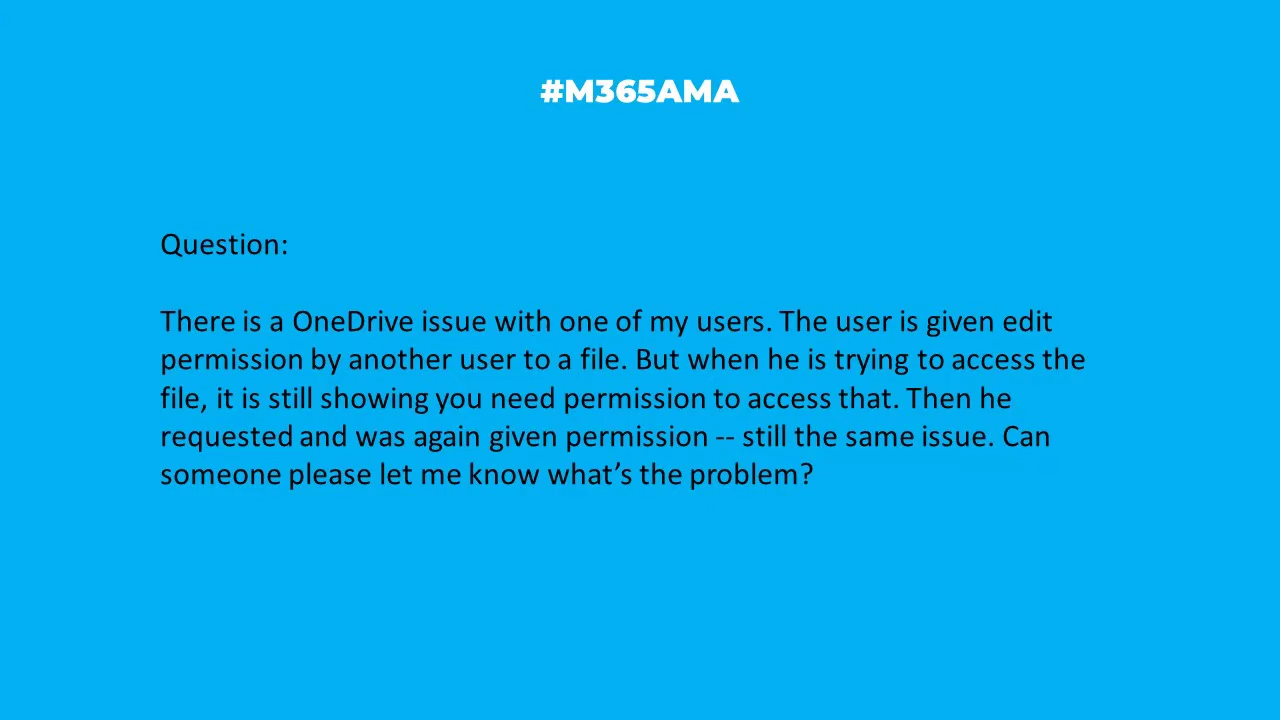 #M365AMA
Question:
There is a OneDrive issue with one of my users. The user is given edit
permission by another user to a file. But when he is trying to access the
file, it is still showing you need permission to access that. Then he
requested and was again given permission -- still the same issue. Can
someone please let me know what’s the problem?